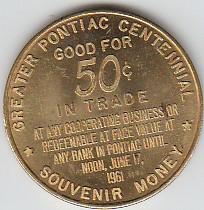 GREATER PONTIAC CENTENNIAL
GOOD FOR
50¢
IN TRADE
AT ANY COOPERATING BUSINESS OR
REDEEMABLE AT FACE VALUE AT
ANY BANK IN PONTIAC UNTIL
NOON, JUNE 17,
1961
SOUVENIR MONEY